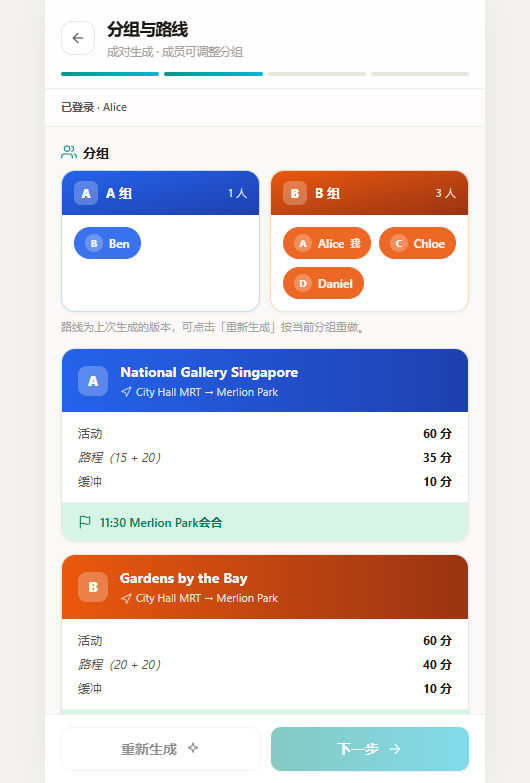 分组与路线
成对生成 · 成员可调整分组
已登录 · Alice
分组
A A 组 1 人
B Ben
B B 组 3 人
A Alice 我 C Chloe
D Daniel
路线为上次生成的版本，可点击「重新生成」按当前分组重做。
A National Gallery Singapore
City Hall MRT → Merlion Park
活动 60 分
路程（15 + 20） 35 分
缓冲 10 分
11:30 Merlion Park会合
B Gardens by the Bay
City Hall MRT → Merlion Park
活动 60 分
路程（20 + 20） 40 分
缓冲 10 分
重新生成 下一步